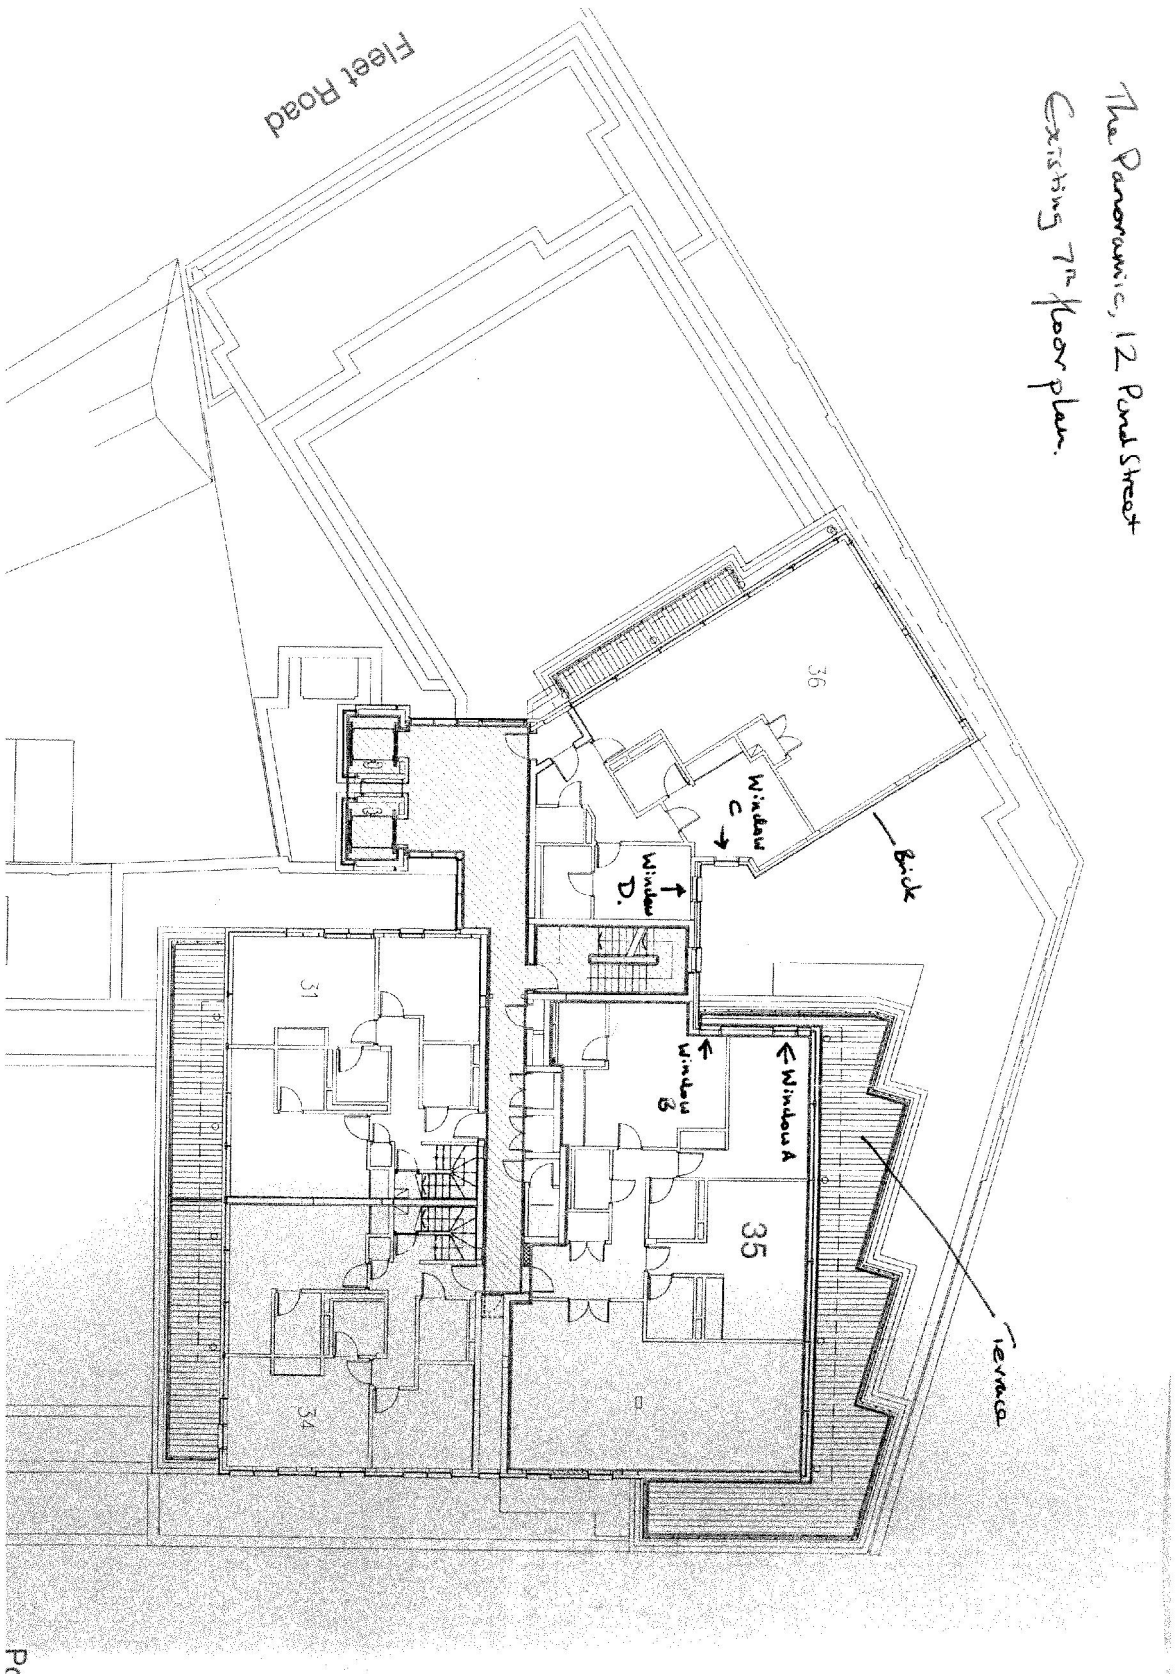 The Panoramic, 12 Pond Street
Existing 7th floor plan.
Fleet Road
36
Window
C
Brick
Window
D.
31
Window
B
Window A
35
Terrace
34
Po